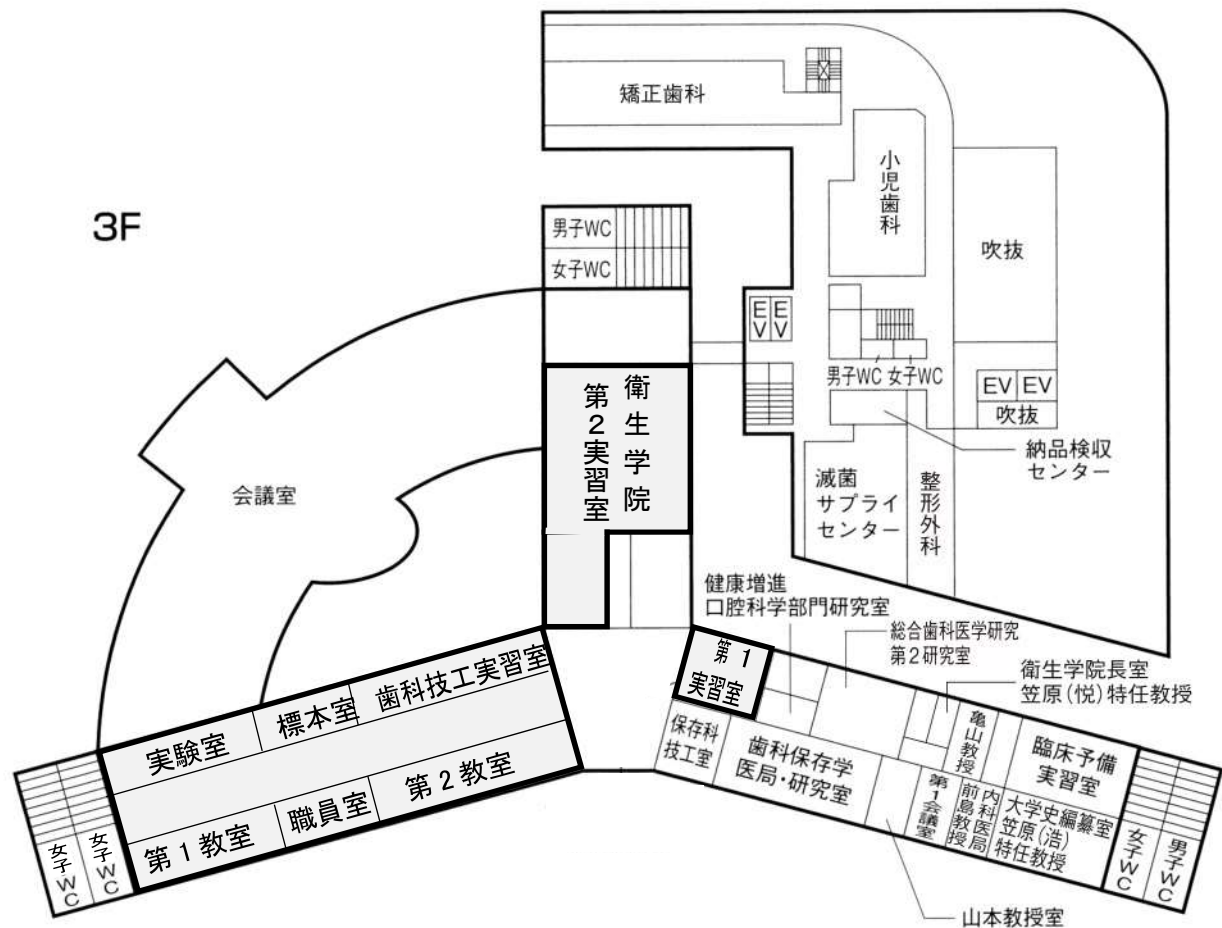 矯正歯科
小児歯科
3F
男子WC
女子WC
吹抜
EV
EV
男子WC 女子WC
EV EV
吹抜
衛生学院
第2実習室
納品検収
センター
会議室
滅菌
サプライ
センター
整形外科
健康増進
口腔科学部門研究室
総合歯科医学研究
第2研究室
第1
実習室
衛生学院長室
笠原(悦)特任教授
歯科技工実習室
標本室
実験室
保存科
技工室
歯科保存学
医局・研究室
亀山教授
臨床予備
実習室
第2教室
職員室
第1教室
第1会議室
内科医局
前島教授
大学史編纂室
笠原(浩)
特任教授
女子WC
女子WC
女子WC
男子WC
山本教授室